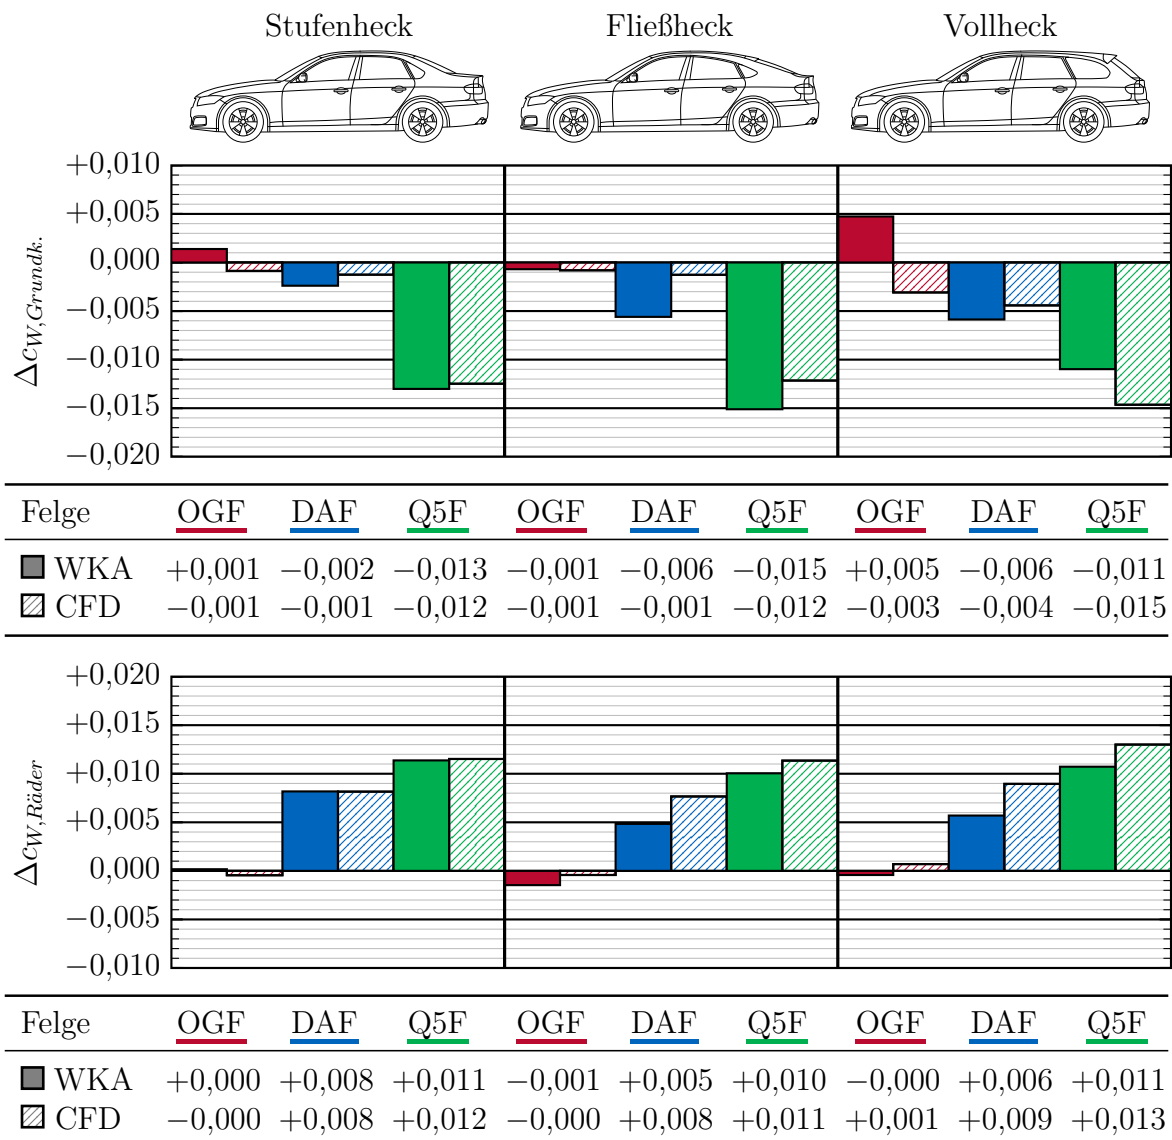 Stufenheck Fließheck Vollheck
+0,010
+0,005
0,000
−0,005
−0,010
−0,015
−0,020
Δc_{W,Grundk.}
Felge OGF DAF Q5F OGF DAF Q5F OGF DAF Q5F
WKA +0,001 −0,002 −0,013 −0,001 −0,006 −0,015 +0,005 −0,006 −0,011
CFD −0,001 −0,001 −0,012 −0,001 −0,001 −0,012 −0,003 −0,004 −0,015
+0,020
+0,015
+0,010
+0,005
0,000
−0,005
−0,010
Δc_{W,Räder}
Felge OGF DAF Q5F OGF DAF Q5F OGF DAF Q5F
WKA +0,000 +0,008 +0,011 −0,001 +0,005 +0,010 −0,000 +0,006 +0,011
CFD −0,000 +0,008 +0,012 −0,000 +0,008 +0,011 +0,001 +0,009 +0,013